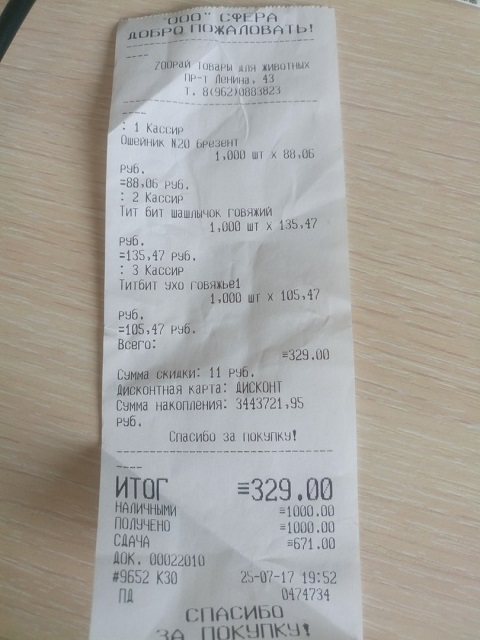 "ООО" СФЕРА
ДОБРО ПОЖАЛОВАТЬ!
ZOOРАЙ товары для животных
пр-т Ленина, 43
т. 8(962)0883823
: 1 Кассир
Ошейник N20 брезент
1,000 шт х 88,06
руб.
=88,06 руб.
: 2 Кассир
Тит бит шашлычок говяжий
1,000 шт х 135,47
руб.
=135,47 руб.
: 3 Кассир
Титбит ухо говяжье1
1,000 шт х 105,47
руб.
=105,47 руб.
Всего:
=329.00
Сумма скидки: 11 руб.
Дисконтная карта: ДИСКОНТ
Сумма накопления: 3443721,95
руб.
Спасибо за покупку!
ИТОГ =329.00
НАЛИЧНЫМИ =1000.00
ПОЛУЧЕНО =1000.00
СДАЧА =671.00
ДОК. 00022010
#9652 К30 25-07-17 19:52
ПД 0474734
СПАСИБО
ЗА ПОКУПКУ!